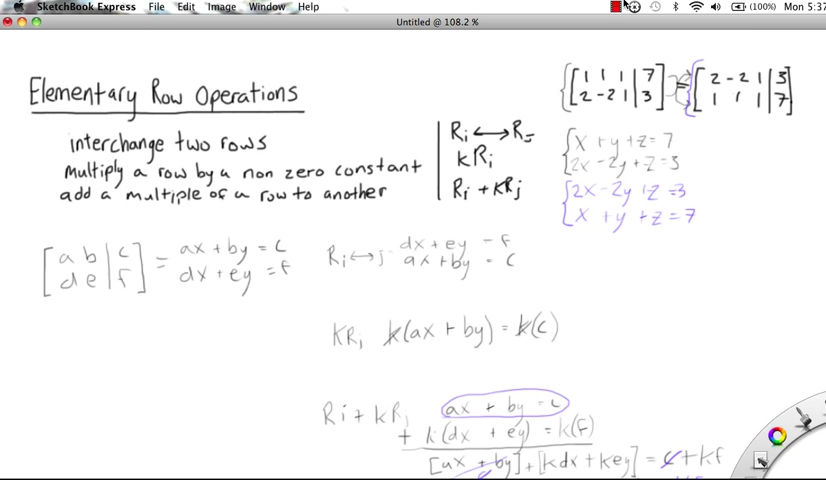 SketchBook Express File Edit Image Window Help (100%) Mon 5:37
Untitled @ 108.2 %
Elementary Row Operations
interchange two rows
Multiply a row by a non zero constant
add a multiple of a row to another
Ri ↔ R=
kRi
Ri + kRj
[1 1 1 | 7] = [2 -2 1 | 3]
[2 -2 1 | 3] [1 1 1 | 7]
x + y + z = 7
2x - 2y + z = 3
2x - 2y + z = 3
x + y + z = 7
[a b | c] = ax + by = c
[d e | f] dx + ey = f
Ri ↔ j dx + ey = f
ax + by = c
KRi k(ax + by) = k(c)
Ri + kRj ax + by = c
+ k(dx + ey) = k(f)
[ax + by] + [kdx + key] = c + kf